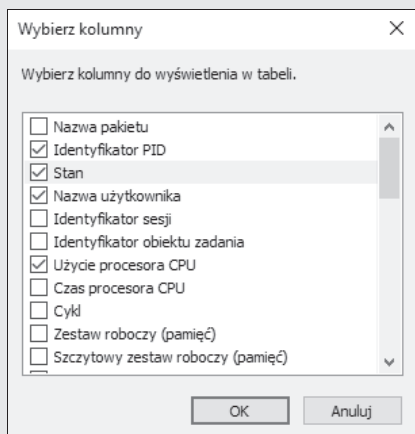 Wybierz kolumny
Wybierz kolumny do wyświetlenia w tabeli.
Nazwa pakietu
Identyfikator PID
Stan
Nazwa użytkownika
Identyfikator sesji
Identyfikator obiektu zadania
Użycie procesora CPU
Czas procesora CPU
Cykl
Zestaw roboczy (pamięć)
Szczytowy zestaw roboczy (pamięć)
OK
Anuluj